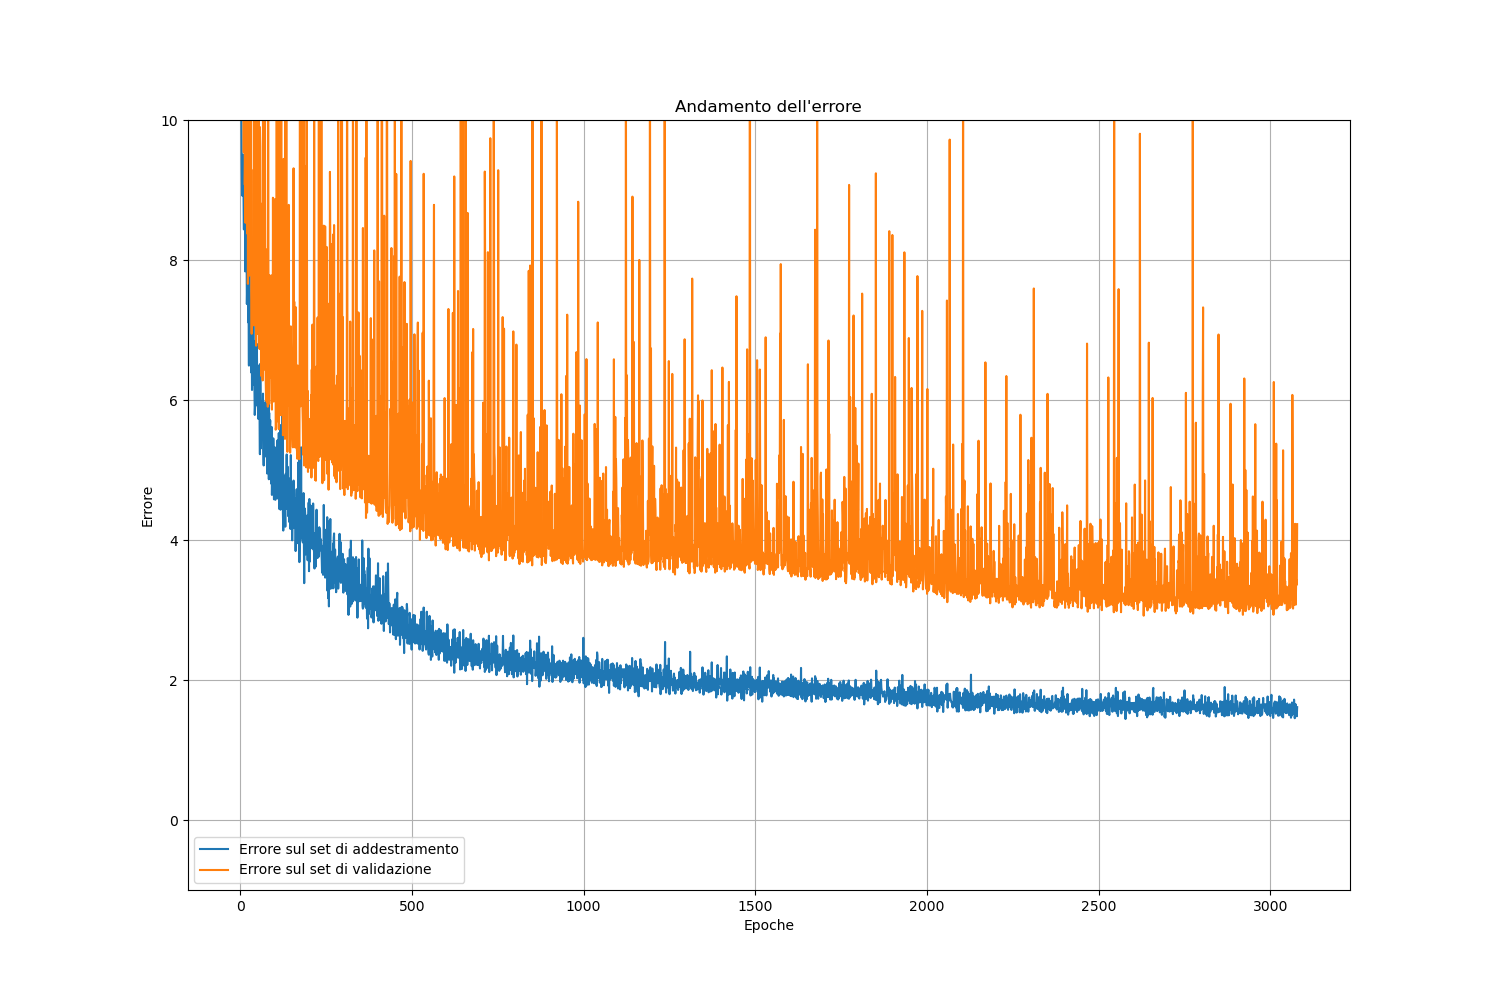 Andamento dell'errore
10
8
6
4
2
0
Errore
Errore sul set di addestramento
Errore sul set di validazione
0 500 1000 1500 2000 2500 3000
Epoche